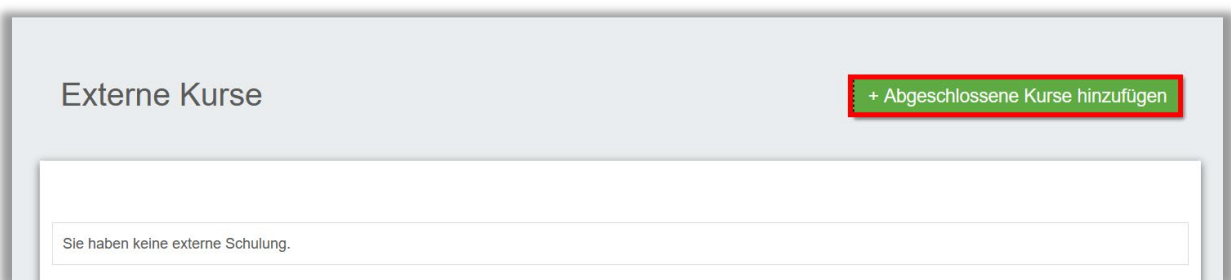 Externe Kurse
+ Abgeschlossene Kurse hinzufügen
Sie haben keine externe Schulung.